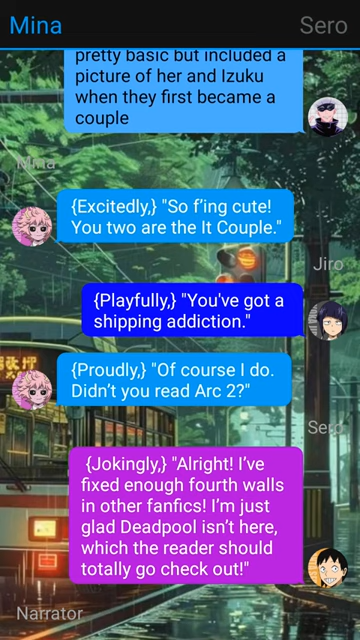 Mina
Sero
pretty basic but included a
picture of her and Izuku
when they first became a
couple
Mina
{Excitedly,} "So f'ing cute!
You two are the It Couple."
Jiro
{Playfully,} "You've got a
shipping addiction."
{Proudly,} "Of course I do.
Didn't you read Arc 2?"
Sero
{Jokingly,} "Alright! I've
fixed enough fourth walls
in other fanfics! I'm just
glad Deadpool isn't here,
which the reader should
totally go check out!"
Narrator